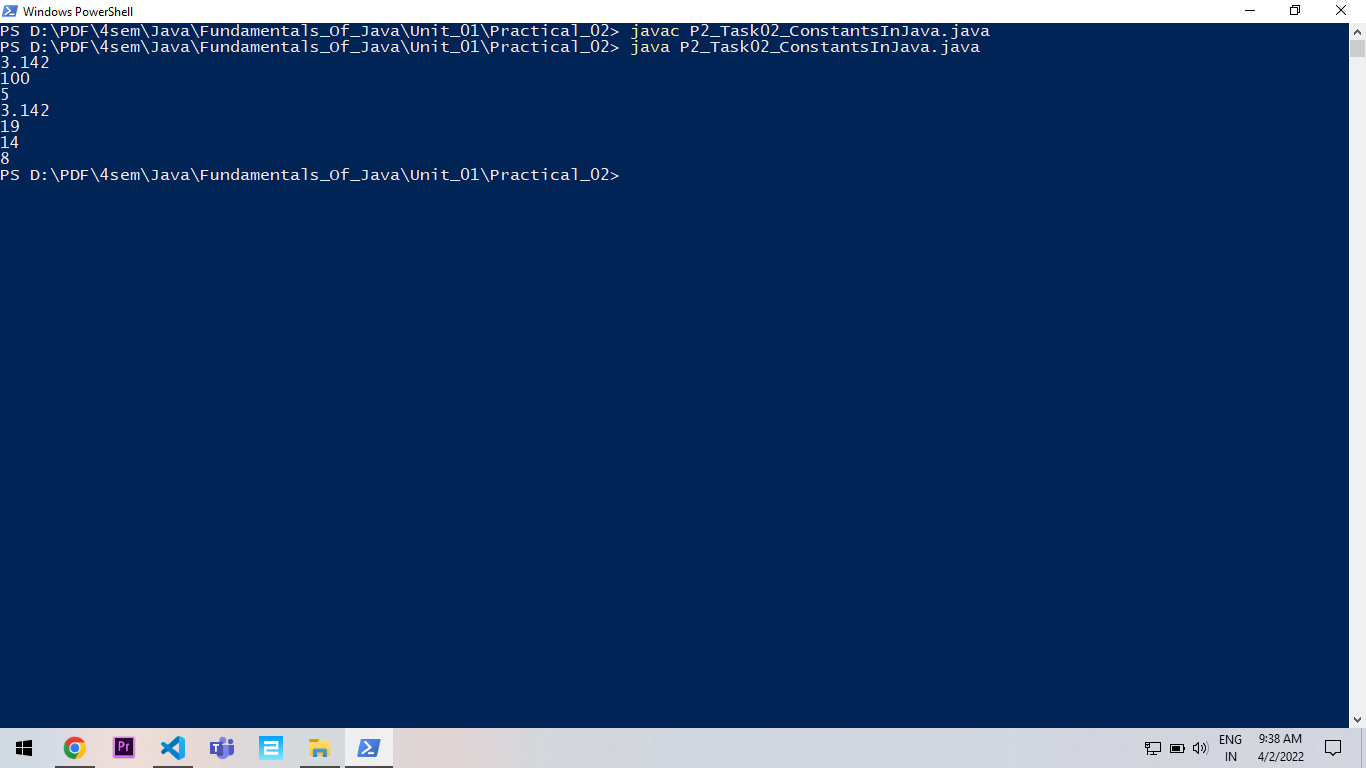 Windows PowerShell
PS D:\PDF\4sem\Java\Fundamentals_Of_Java\Unit_01\Practical_02> javac P2_Task02_ConstantsInJava.java
PS D:\PDF\4sem\Java\Fundamentals_Of_Java\Unit_01\Practical_02> java P2_Task02_ConstantsInJava.java
3.142
100
5
3.142
19
14
8
PS D:\PDF\4sem\Java\Fundamentals_Of_Java\Unit_01\Practical_02>
Pr
ENG
IN
9:38 AM
4/2/2022